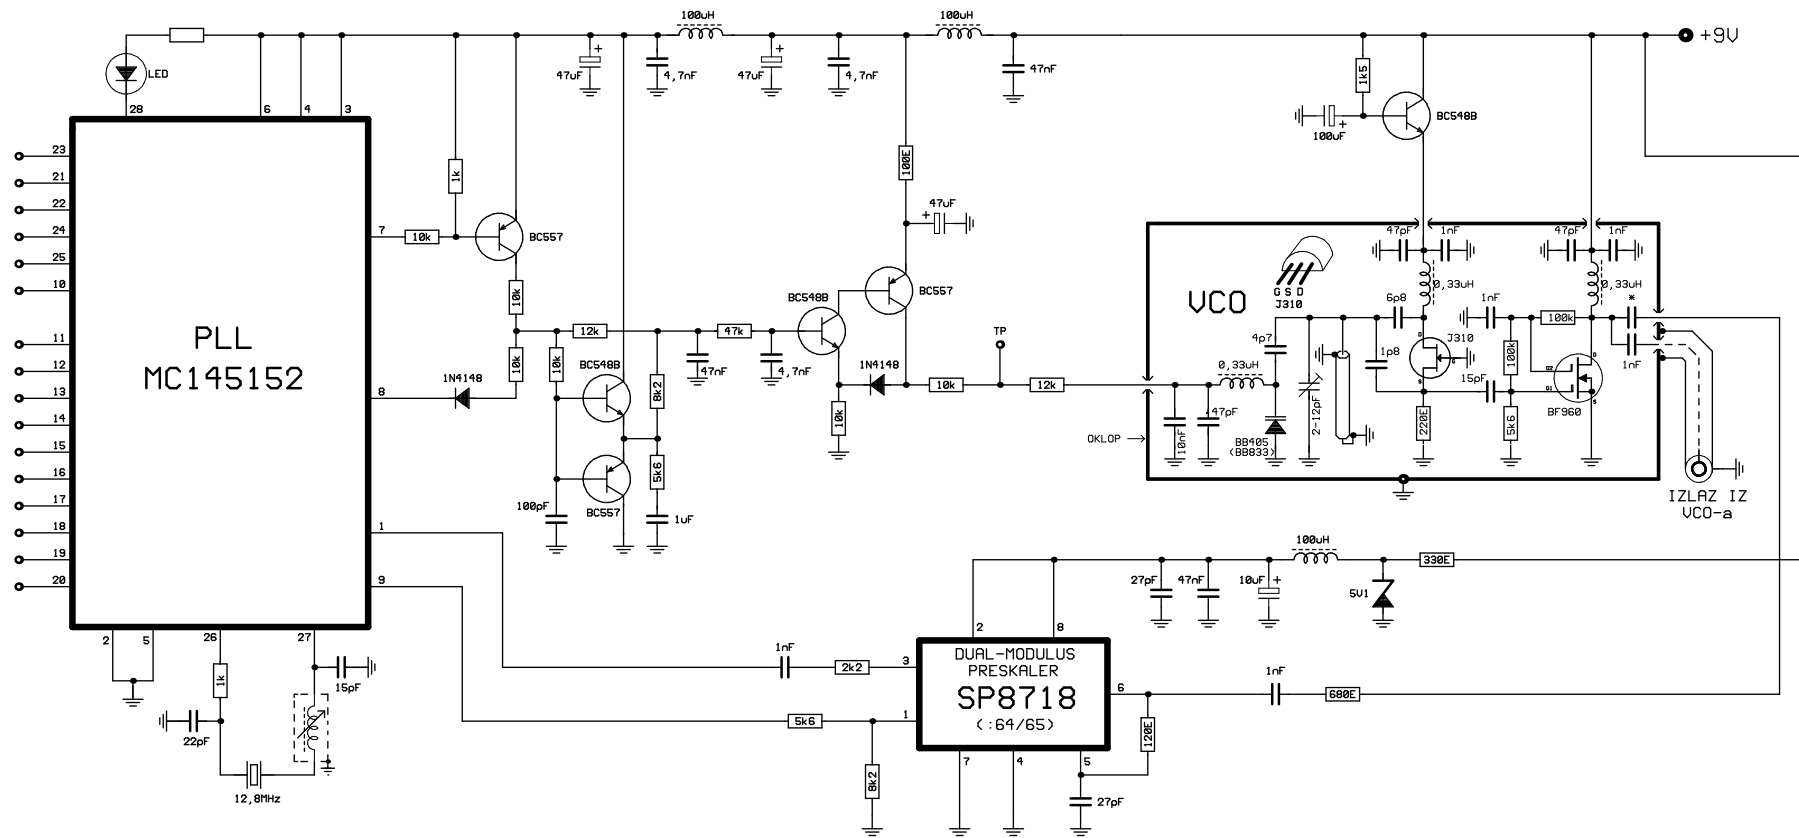 100uH
100uH
+9V
LED
47uF
+
4,7nF
47uF
+
4,7nF
47nF
1k5
100uF
+
BC548B
28
6
4
3
23
21
22
24
25
10
11
12
13
14
15
16
17
18
19
20
PLL
MC145152
7
8
1
9
2
5
26
27
1k
10k
BC557
10k
10k
10k
12k
1N4148
BC548B
BC557
8k2
5k6
100pF
1uF
47nF
47k
4,7nF
BC548B
BC557
100E
47uF
+
1N4148
10k
10k
TP
12k
VCO
G S D
J310
47pF
1nF
47pF
1nF
0,33uH
0,33uH
*
6p8
1nF
100k
4p7
1p8
D
J310
G
S
100k
1nF
15pF
G2
G1
D
S
BF960
0,33uH
47pF
10nF
2-12pF
BB405
(BB833)
220E
5k6
OKLOP
IZLAZ IZ
VCO-a
100uH
330E
27pF
47nF
10uF
+
5V1
2
8
DUAL-MODULUS
PRESKALER
SP8718
(:64/65)
3
1
6
7
4
5
1nF
2k2
5k6
8k2
1nF
680E
120E
27pF
1k
15pF
22pF
12,8MHz